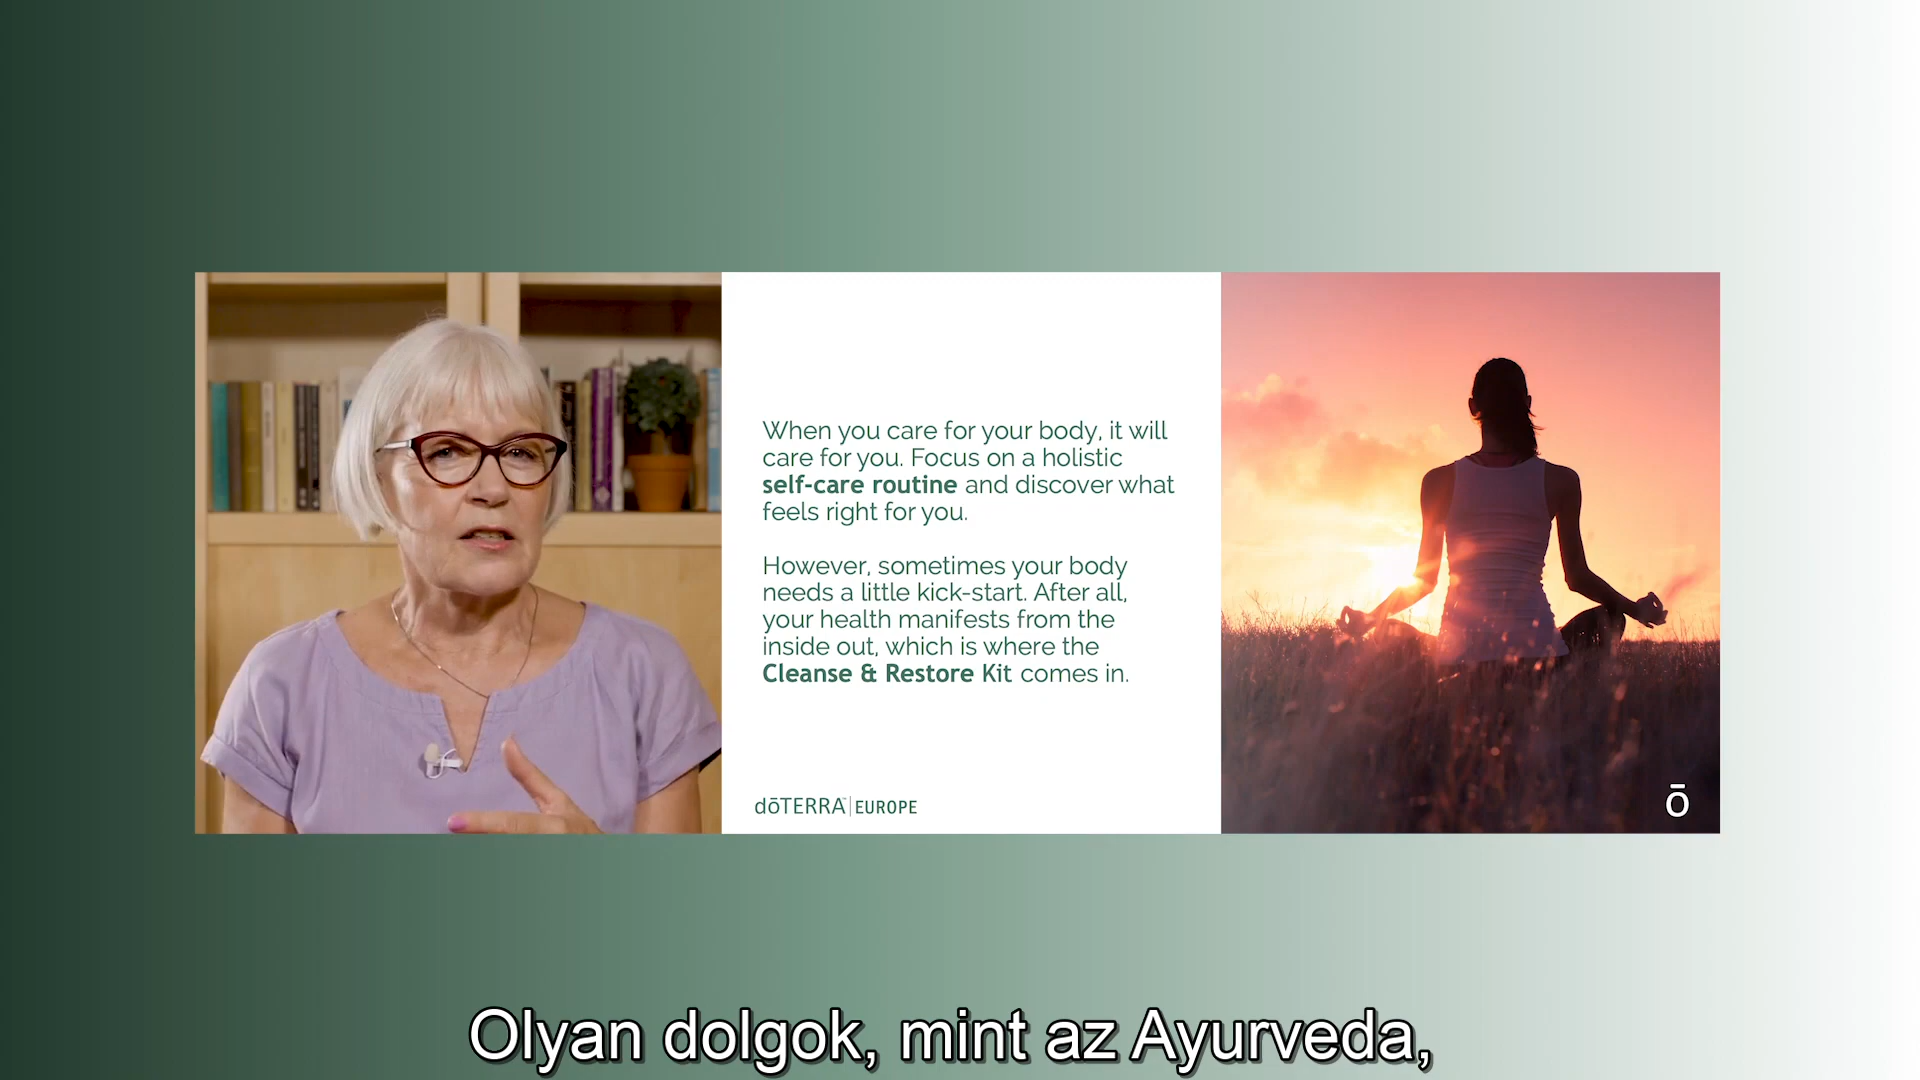 When you care for your body, it will
care for you. Focus on a holistic
self-care routine and discover what
feels right for you.
However, sometimes your body
needs a little kick-start. After all,
your health manifests from the
inside out, which is where the
Cleanse & Restore Kit comes in.
dōTERRA™ | EUROPE
ō
Olyan dolgok, mint az Ayurveda,